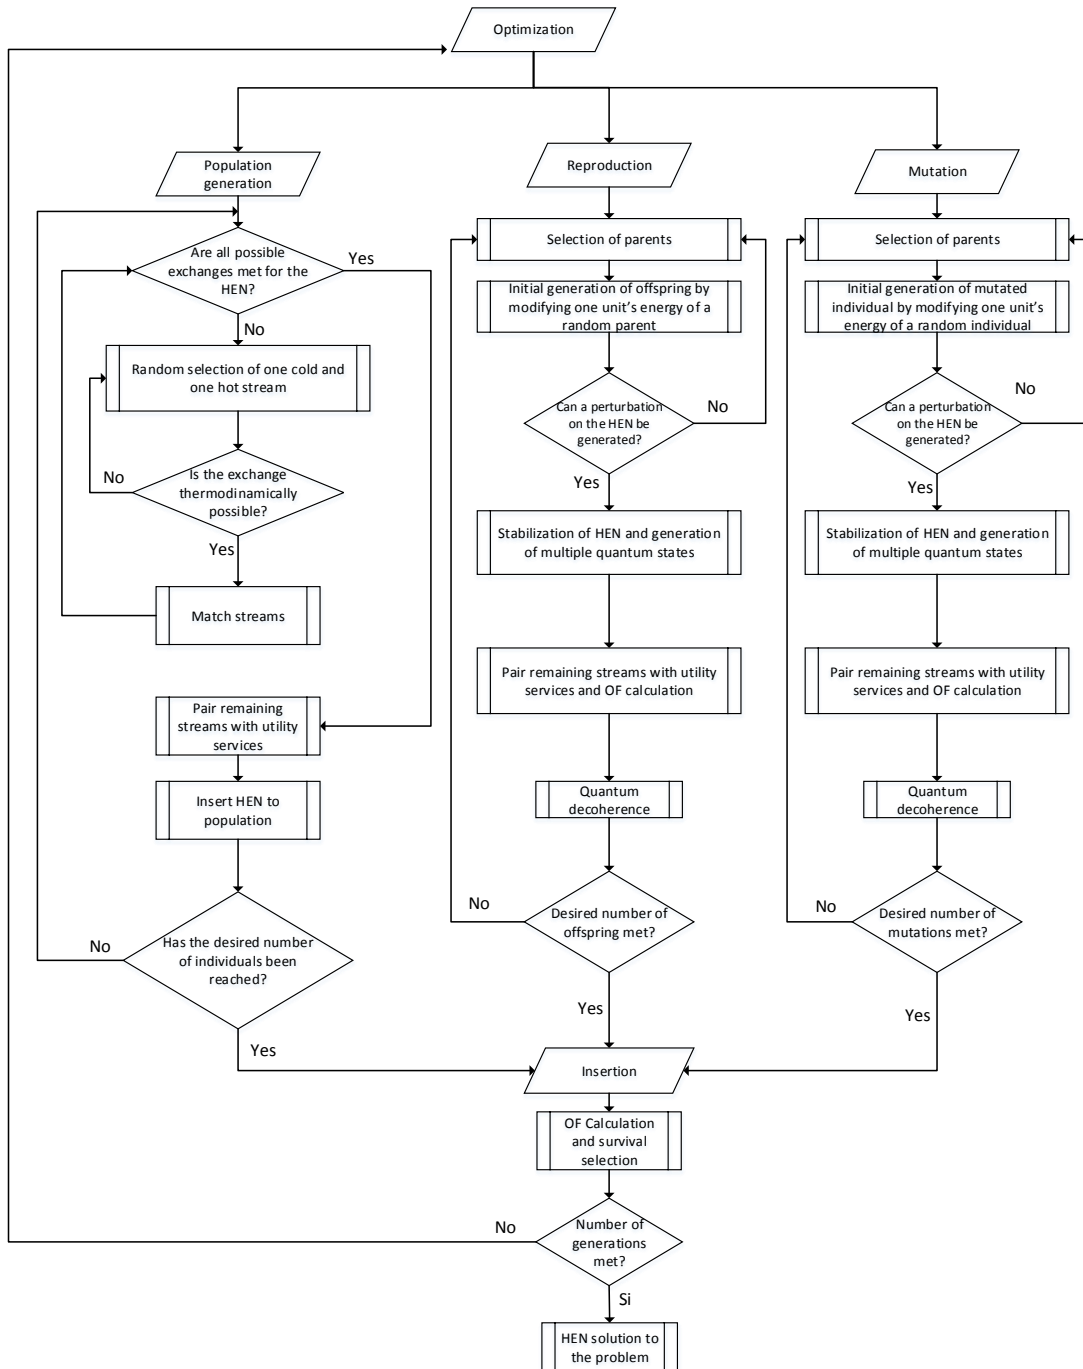 Optimization
Population
generation
Are all possible
exchanges met for the
HEN?
Yes
No
Random selection of one cold and
one hot stream
No
Is the exchange
thermodinamically
possible?
Yes
Match streams
Pair remaining
streams with utility
services
Insert HEN to
population
No
Has the desired number
of individuals been
reached?
Yes
Reproduction
Selection of parents
Initial generation of offspring by
modifying one unit's energy of a
random parent
Can a perturbation
on the HEN be
generated?
No
Yes
Stabilization of HEN and generation
of multiple quantum states
Pair remaining streams with utility
services and OF calculation
Quantum
decoherence
No
Desired number of
offspring met?
Yes
Mutation
Selection of parents
Initial generation of mutated
individual by modifying one unit's
energy of a random individual
Can a perturbation
on the HEN be
generated?
No
Yes
Stabilization of HEN and generation
of multiple quantum states
Pair remaining streams with utility
services and OF calculation
Quantum
decoherence
No
Desired number of
mutations met?
Yes
Insertion
OF Calculation
and survival
selection
No
Number of
generations
met?
Si
HEN solution to
the problem